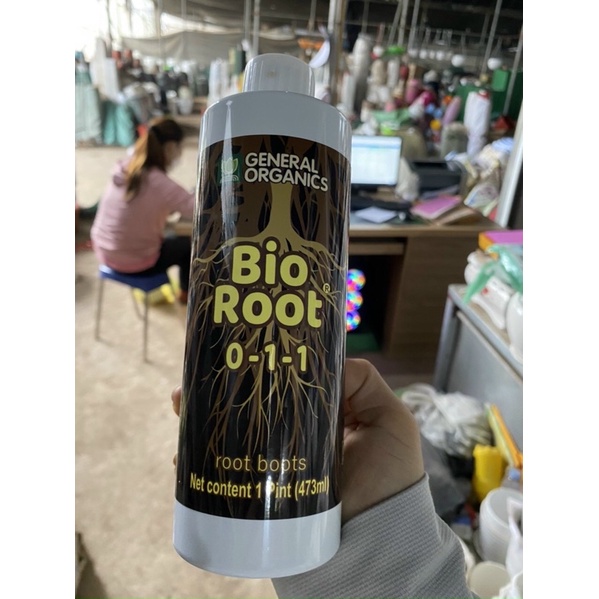 GENERAL
ORGANICS
Bio
Root®
0-1-1
root boots
Net content 1 Pint (473ml)